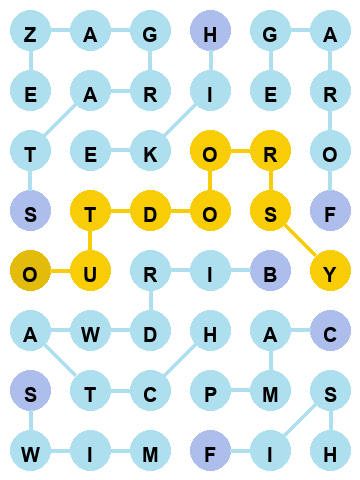 Z A G H G A
E A R I E R
T E K O R O
S T D O S F
O U R I B Y
A W D H A C
S T C P M S
W I M F I H